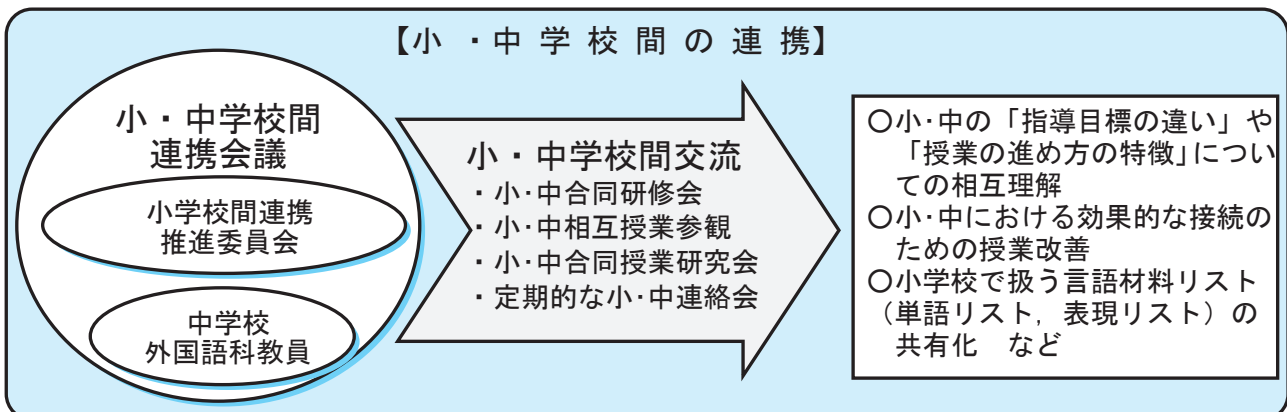 【小・中学校間の連携】
小・中学校間
連携会議
小学校間連携
推進委員会
中学校
外国語科教員
小・中学校間交流
・小・中合同研修会
・小・中相互授業参観
・小・中合同授業研究会
・定期的な小・中連絡会
○小・中の「指導目標の違い」や
「授業の進め方の特徴」につい
ての相互理解
○小・中における効果的な接続の
ための授業改善
○小学校で扱う言語材料リスト
（単語リスト，表現リスト）の
共有化　など